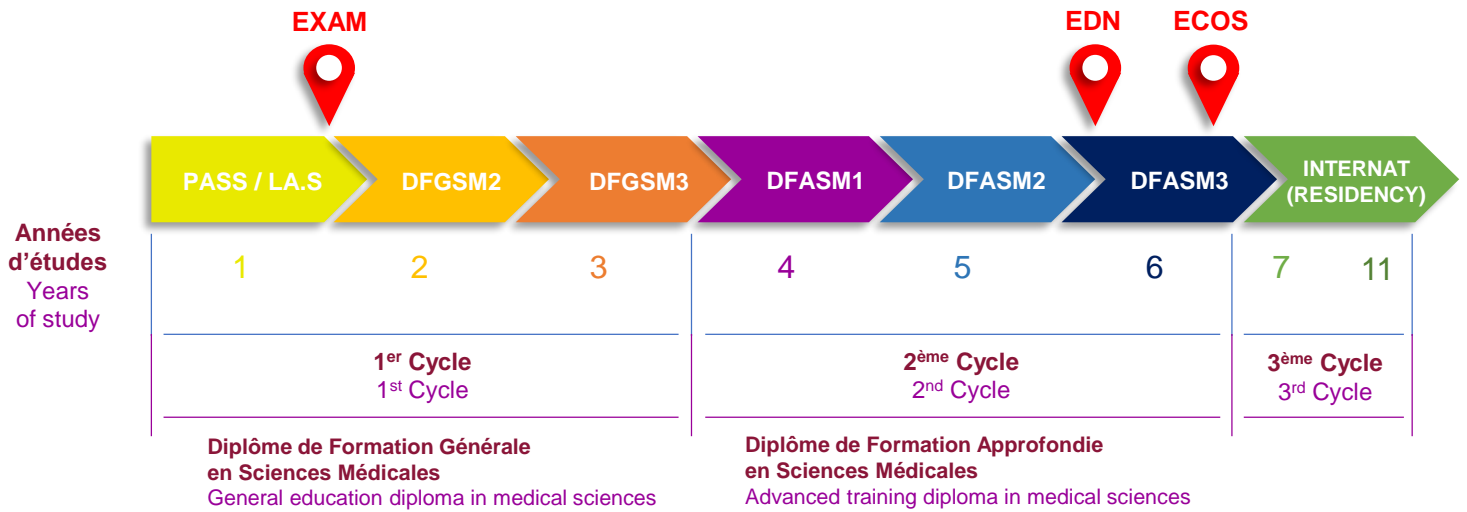 EXAM
EDN
ECOS
PASS / LA.S
DFGSM2
DFGSM3
DFASM1
DFASM2
DFASM3
INTERNAT
(RESIDENCY)
Années
d'études
Years
of study
1
2
3
4
5
6
7
11
1er Cycle
1st Cycle
2ème Cycle
2nd Cycle
3ème Cycle
3rd Cycle
Diplôme de Formation Générale
en Sciences Médicales
General education diploma in medical sciences
Diplôme de Formation Approfondie
en Sciences Médicales
Advanced training diploma in medical sciences